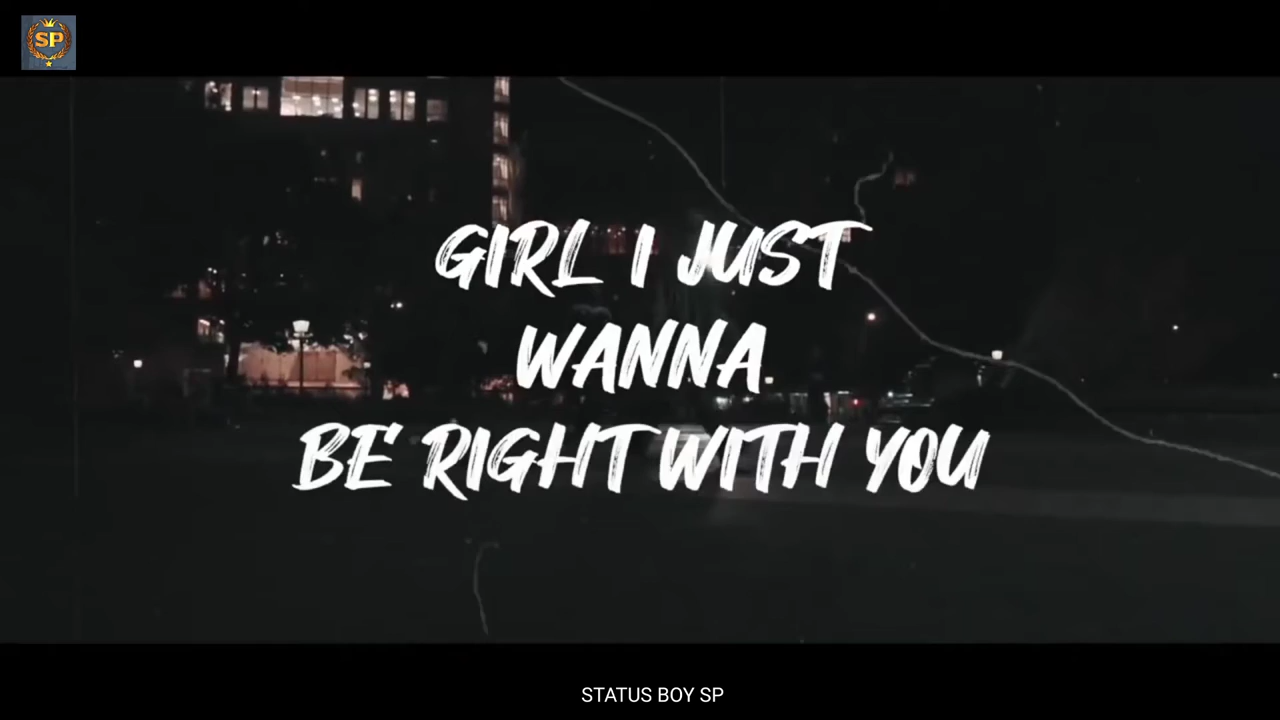 SP
GIRL I JUST
WANNA
BE RIGHT WITH YOU
STATUS BOY SP